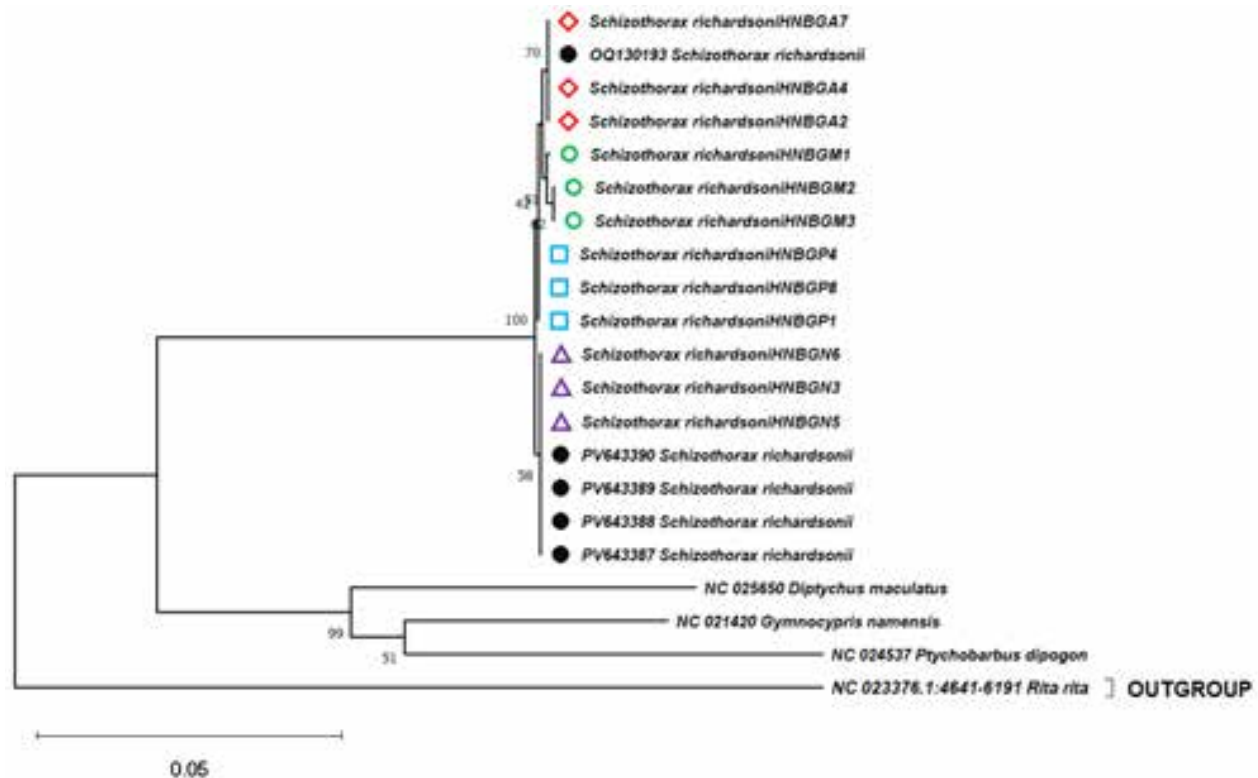 Schizothorax richardsoniHNBGA7
70
OQ130193 Schizothorax richardsonii
Schizothorax richardsoniHNBGA4
Schizothorax richardsoniHNBGA2
Schizothorax richardsoniHNBGM1
Schizothorax richardsoniHNBGM2
Schizothorax richardsoniHNBGM3
Schizothorax richardsoniHNBGP4
Schizothorax richardsoniHNBGP8
Schizothorax richardsoniHNBGP1
100
Schizothorax richardsoniHNBGN6
Schizothorax richardsoniHNBGN3
Schizothorax richardsoniHNBGN5
PV643390 Schizothorax richardsonii
PV643389 Schizothorax richardsonii
PV643388 Schizothorax richardsonii
PV643387 Schizothorax richardsonii
NC 025650 Diptychus maculatus
NC 021420 Gymnocypris namensis
99
NC 024537 Ptychobarbus dipogon
51
NC 023376.1:4641-6191 Rita rita
OUTGROUP
0.05